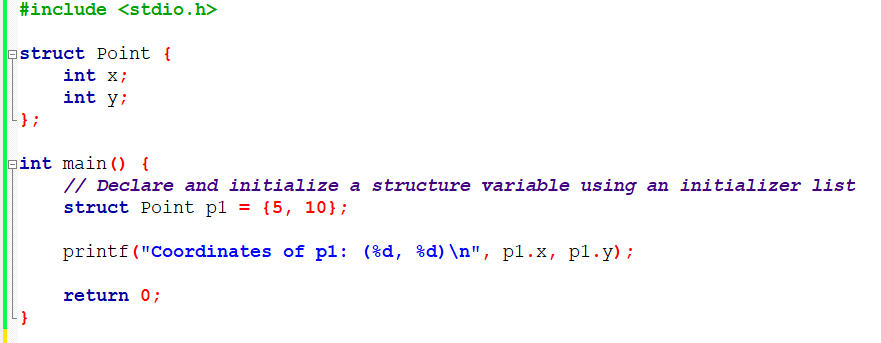 #include <stdio.h>
struct Point {
    int x;
    int y;
};
int main() {
    // Declare and initialize a structure variable using an initializer list
    struct Point p1 = {5, 10};
    printf("Coordinates of p1: (%d, %d)\n", p1.x, p1.y);
    return 0;
}